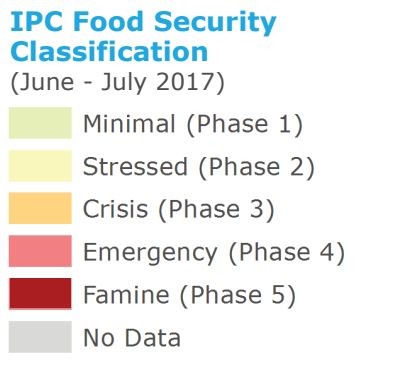 IPC Food Security
Classification
(June - July 2017)
Minimal (Phase 1)
Stressed (Phase 2)
Crisis (Phase 3)
Emergency (Phase 4)
Famine (Phase 5)
No Data